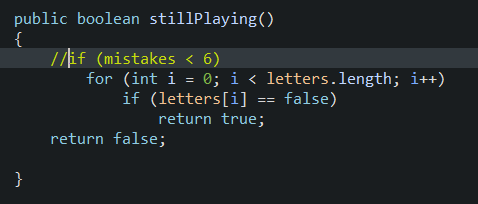 public boolean stillPlaying()
{
//if (mistakes < 6)
for (int i = 0; i < letters.length; i++)
if (letters[i] == false)
return true;
return false;
}